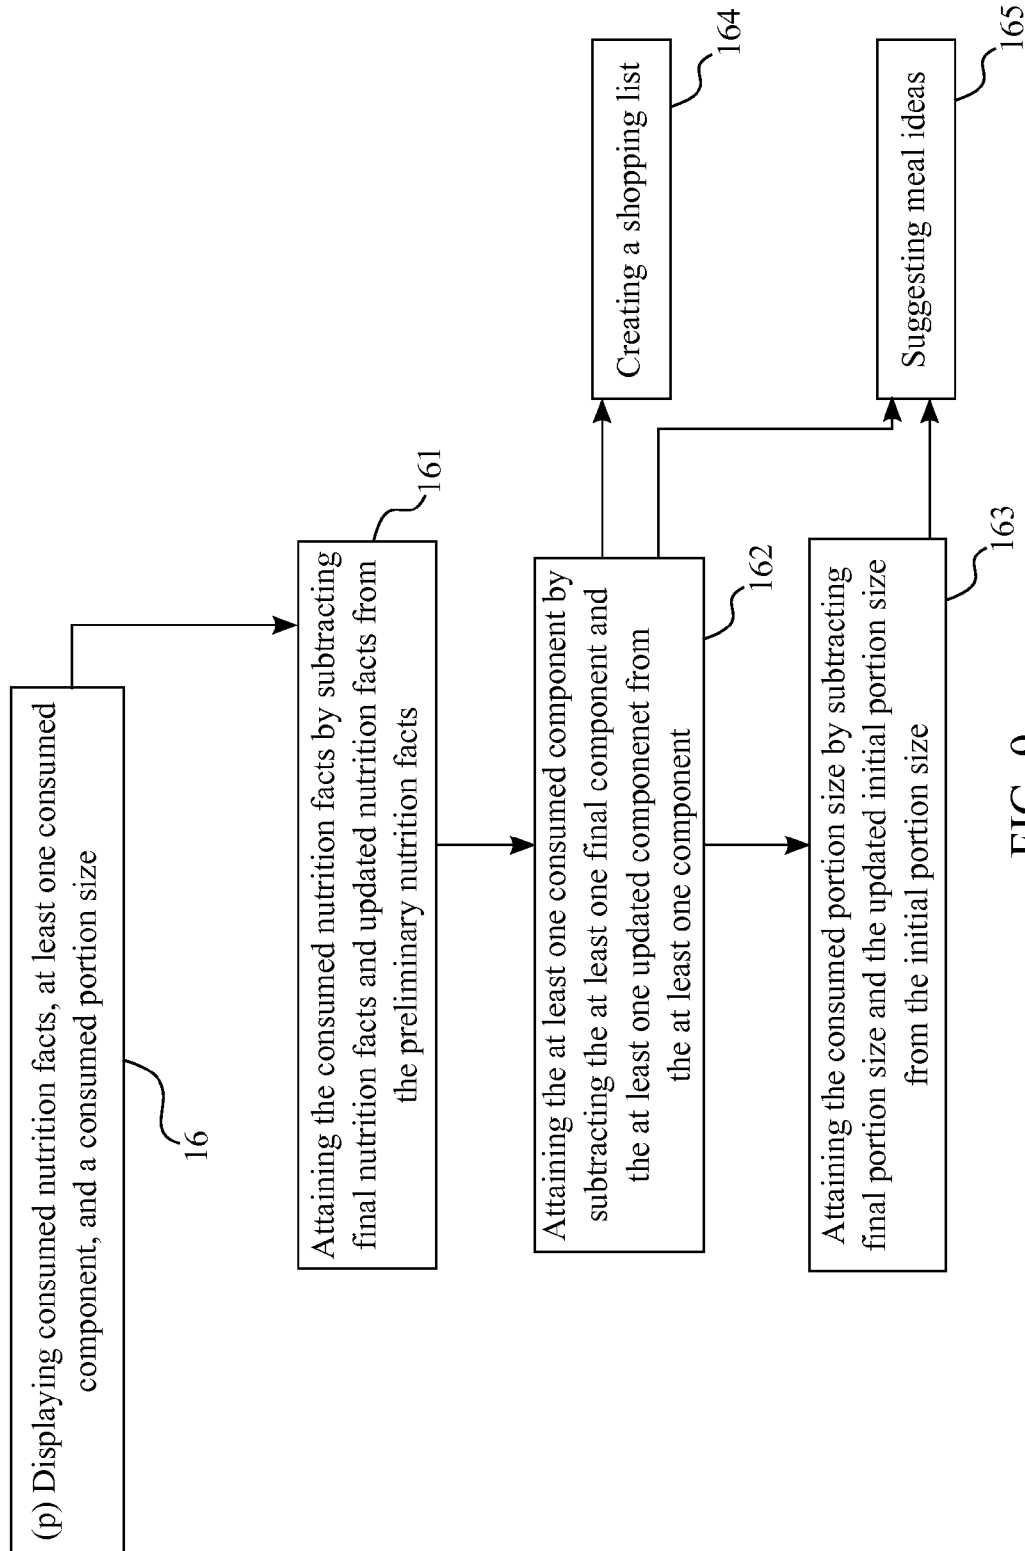 (p) Displaying consumed nutrition facts, at least one consumed
component, and a consumed portion size
16
Attaining the consumed nutrition facts by subtracting
final nutrition facts and updated nutrition facts from
the preliminary nutrition facts
161
Attaining the at least one consumed component by
subtracting the at least one final component and
the at least one updated componenet from
the at least one component
162
Attaining the consumed portion size by subtracting
final portion size and the updated initial portion size
from the initial portion size
163
Creating a shopping list
164
Suggesting meal ideas
165
FIG. 9